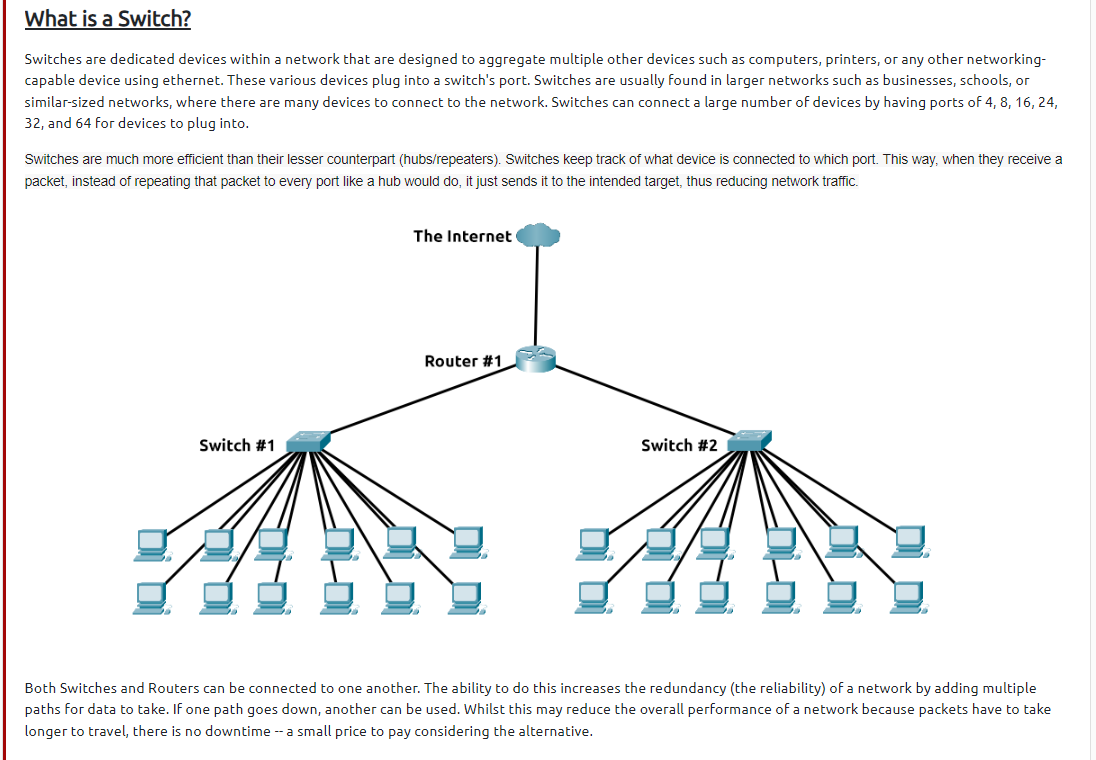 What is a Switch?
Switches are dedicated devices within a network that are designed to aggregate multiple other devices such as computers, printers, or any other networking-
capable device using ethernet. These various devices plug into a switch's port. Switches are usually found in larger networks such as businesses, schools, or
similar-sized networks, where there are many devices to connect to the network. Switches can connect a large number of devices by having ports of 4, 8, 16, 24,
32, and 64 for devices to plug into.
Switches are much more efficient than their lesser counterpart (hubs/repeaters). Switches keep track of what device is connected to which port. This way, when they receive a
packet, instead of repeating that packet to every port like a hub would do, it just sends it to the intended target, thus reducing network traffic.
The Internet
Router #1
Switch #1
Switch #2
Both Switches and Routers can be connected to one another. The ability to do this increases the redundancy (the reliability) of a network by adding multiple
paths for data to take. If one path goes down, another can be used. Whilst this may reduce the overall performance of a network because packets have to take
longer to travel, there is no downtime -- a small price to pay considering the alternative.